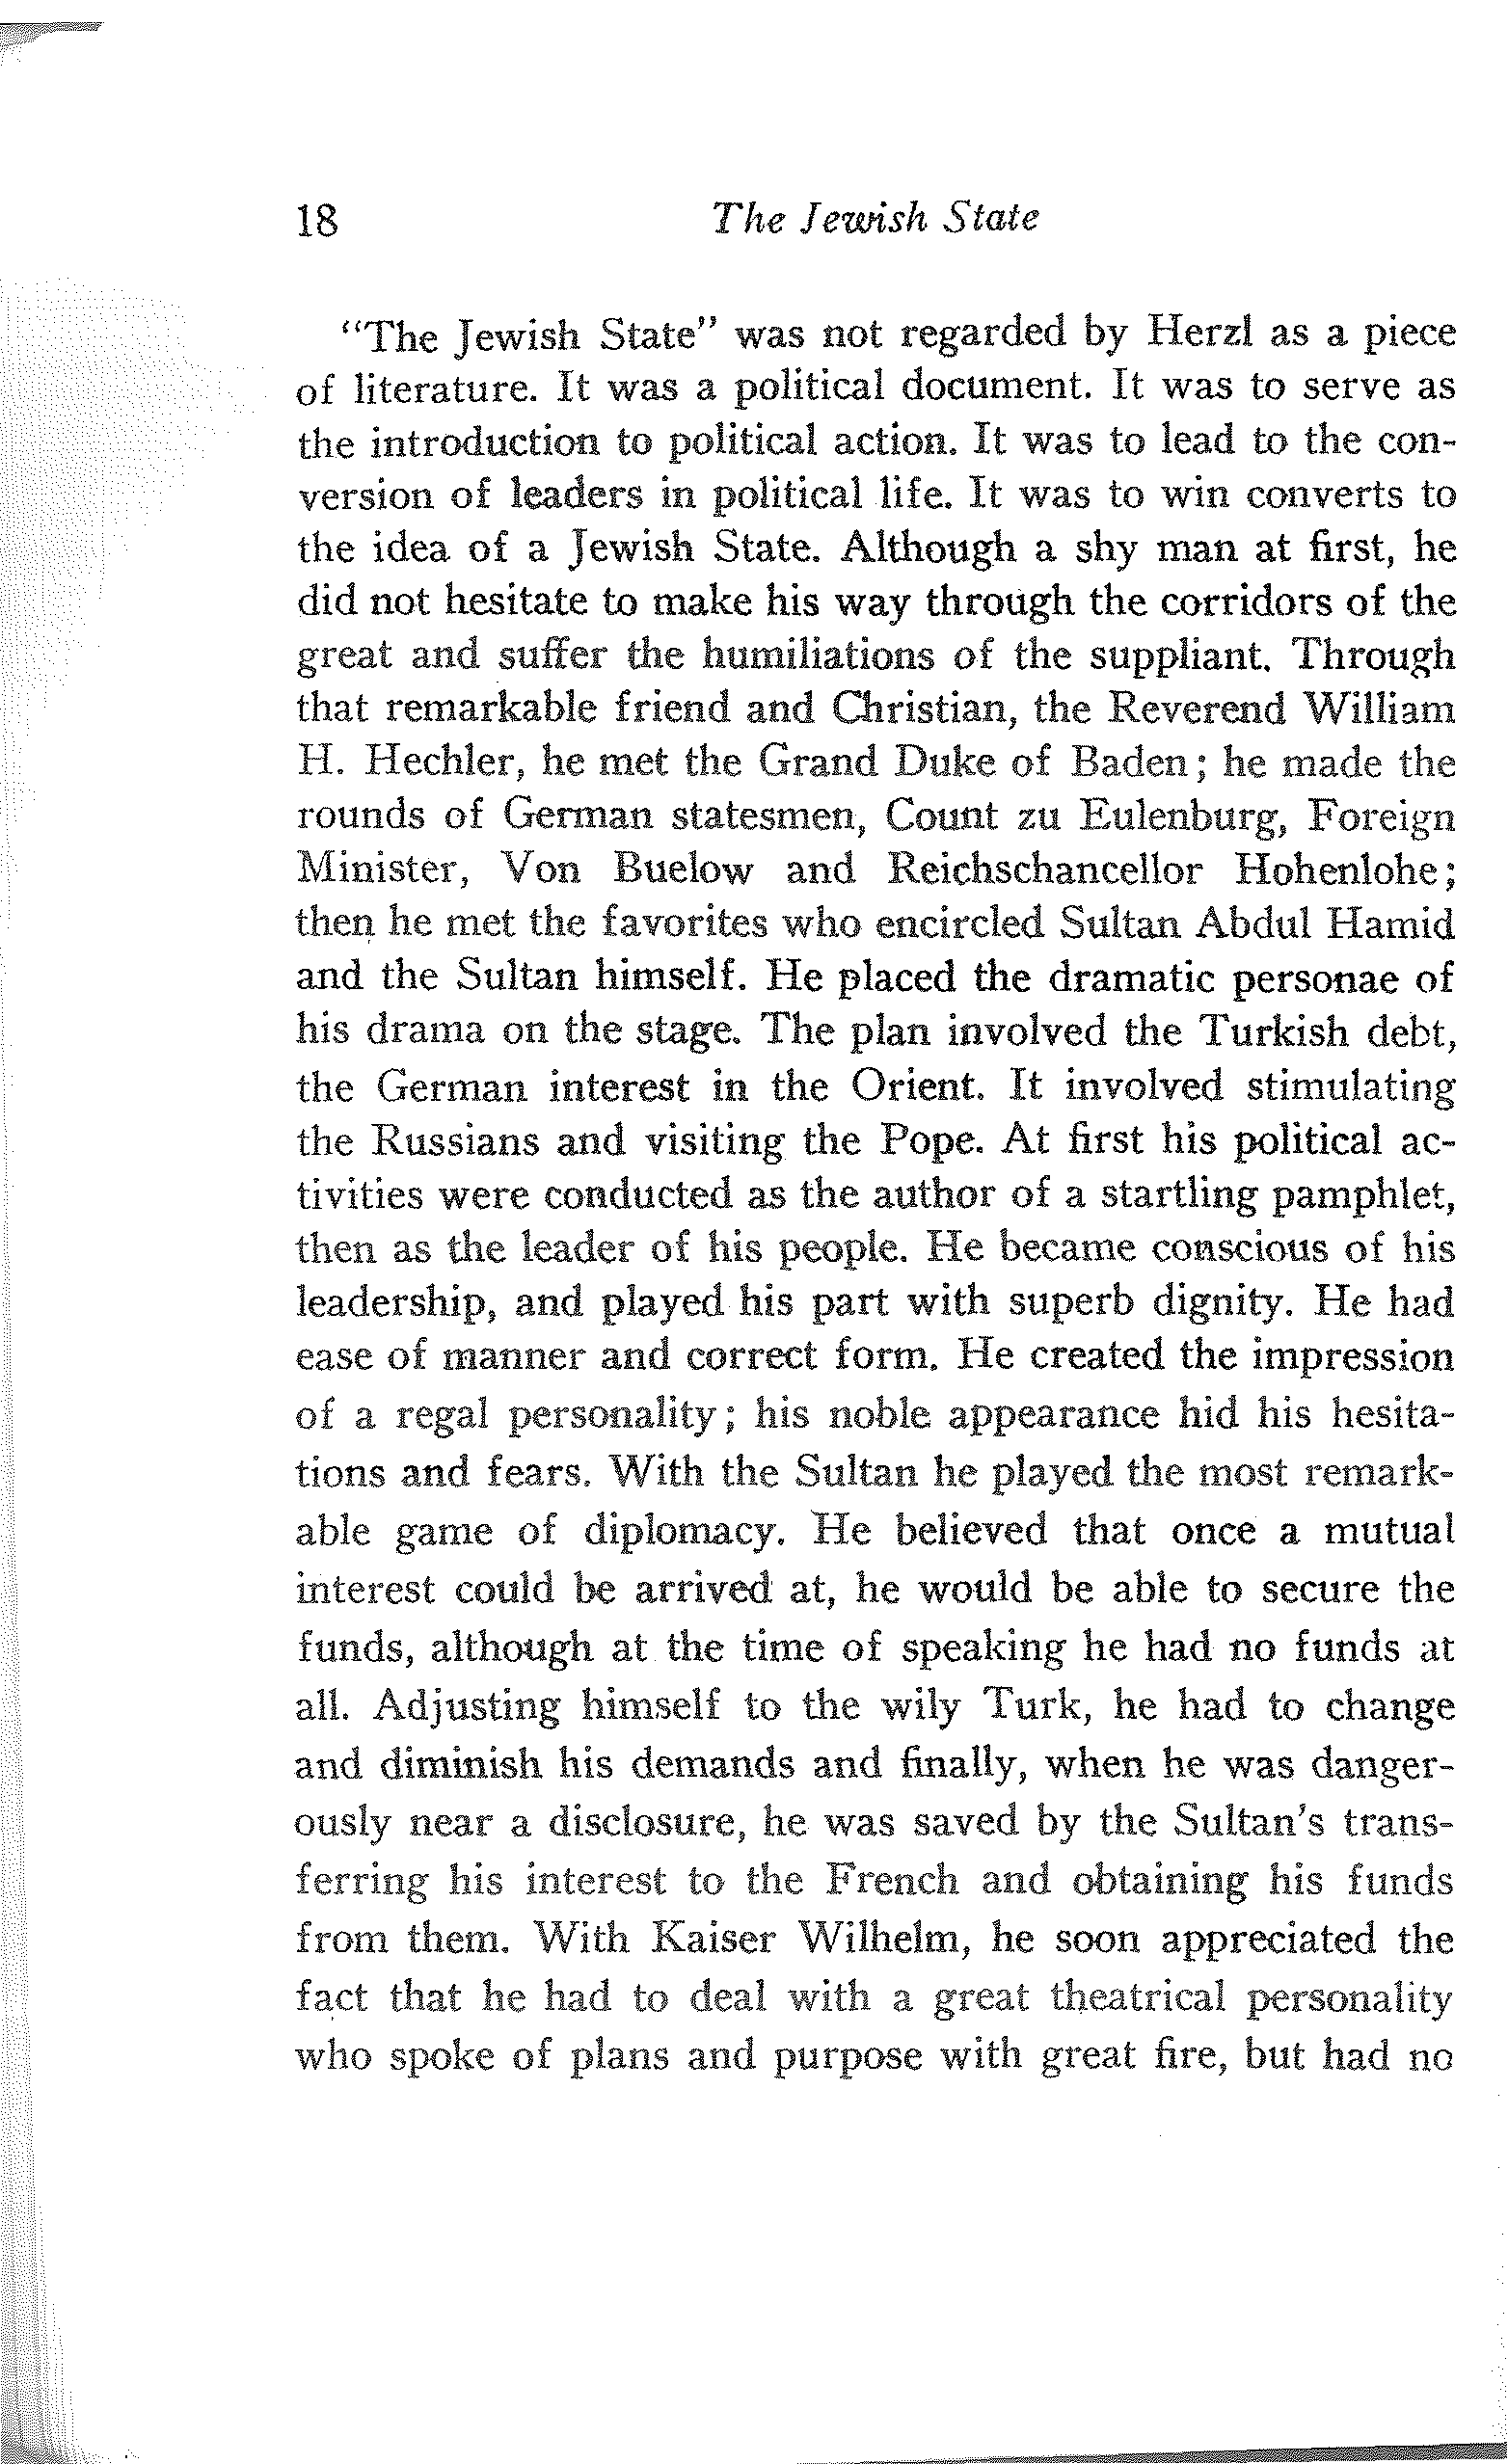 18 The Jewish State
"The Jewish State" was not regarded by Herzl as a piece
of literature. It was a political document. It was to serve as
the introduction to political action. It was to lead to the con-
version of leaders in political life. It was to win converts to
the idea of a Jewish State. Although a shy man at first, he
did not hesitate to make his way through the corridors of the
great and suffer the humiliations of the suppliant. Through
that remarkable friend and Christian, the Reverend William
H. Hechler, he met the Grand Duke of Baden; he made the
rounds of German statesmen, Count zu Eulenburg, Foreign
Minister, Von Buelow and Reichschancellor Hohenlohe;
then he met the favorites who encircled Sultan Abdul Hamid
and the Sultan himself. He placed the dramatic personae of
his drama on the stage. The plan involved the Turkish debt,
the German interest in the Orient. It involved stimulating
the Russians and visiting the Pope. At first his political ac-
tivities were conducted as the author of a startling pamphlet,
then as the leader of his people. He became conscious of his
leadership, and played his part with superb dignity. He had
ease of manner and correct form. He created the impression
of a regal personality; his noble appearance hid his hesita-
tions and fears. With the Sultan he played the most remark-
able game of diplomacy. He believed that once a mutual
interest could be arrived at, he would be able to secure the
funds, although at the time of speaking he had no funds at
all. Adjusting himself to the wily Turk, he had to change
and diminish his demands and finally, when he was danger-
ously near a disclosure, he was saved by the Sultan's trans-
ferring his interest to the French and obtaining his funds
from them. With Kaiser Wilhelm, he soon appreciated the
fact that he had to deal with a great theatrical personality
who spoke of plans and purpose with great fire, but had no